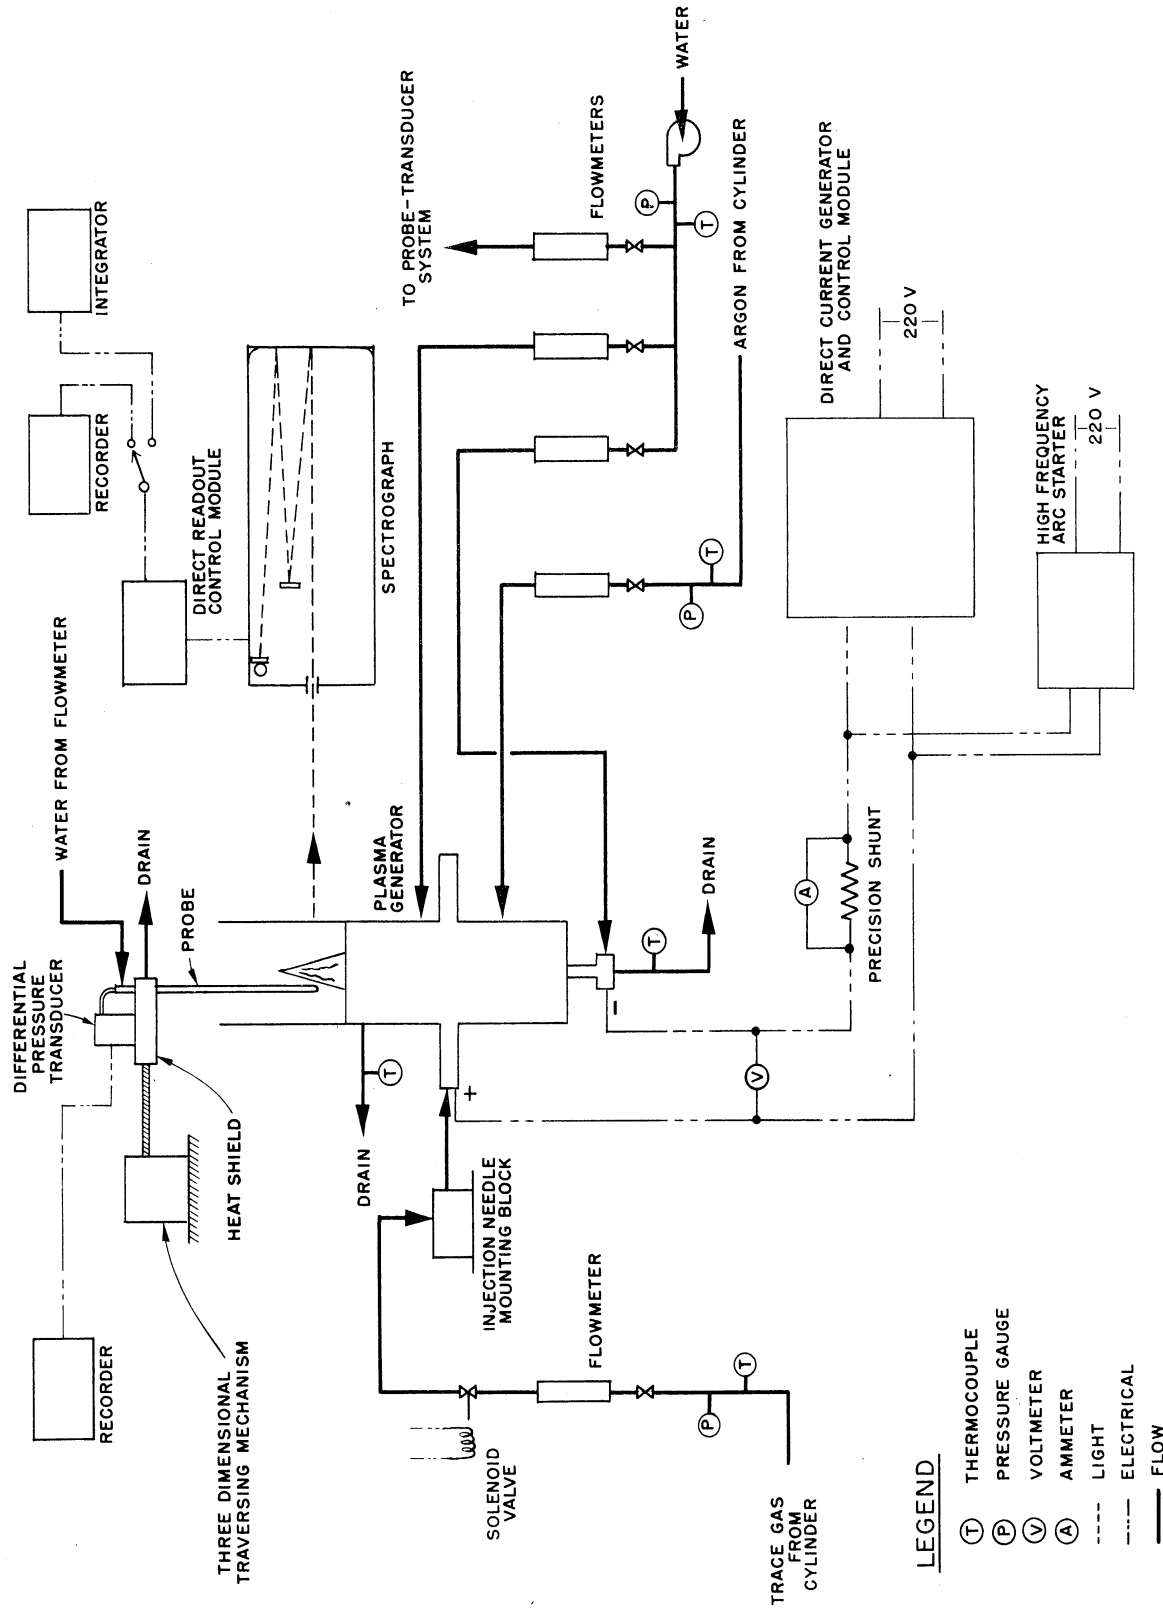 INTEGRATOR
RECORDER
DIRECT READOUT
CONTROL MODULE
SPECTROGRAPH
TO PROBE-TRANSDUCER
SYSTEM
FLOWMETERS
WATER
P
T
ARGON FROM CYLINDER
P
T
DIRECT CURRENT GENERATOR
AND CONTROL MODULE
220 V
HIGH FREQUENCY
ARC STARTER
220 V
WATER FROM FLOWMETER
DRAIN
PROBE
DIFFERENTIAL
PRESSURE
TRANSDUCER
HEAT SHIELD
THREE DIMENSIONAL
TRAVERSING MECHANISM
RECORDER
PLASMA
GENERATOR
T
DRAIN
T
DRAIN
+
−
A
PRECISION SHUNT
V
INJECTION NEEDLE
MOUNTING BLOCK
FLOWMETER
SOLENOID
VALVE
P
T
TRACE GAS
FROM
CYLINDER
LEGEND
T THERMOCOUPLE
P PRESSURE GAUGE
V VOLTMETER
A AMMETER
LIGHT
ELECTRICAL
FLOW